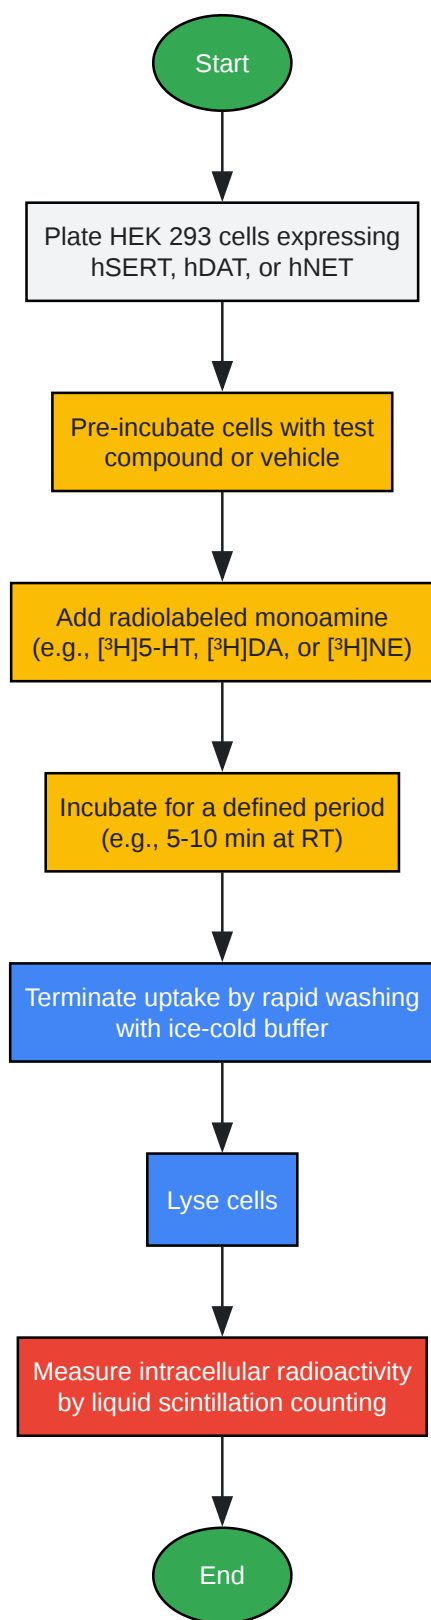 Start
Plate HEK 293 cells expressing
hSERT, hDAT, or hNET
Pre-incubate cells with test
compound or vehicle
Add radiolabeled monoamine
(e.g., [³H]5-HT, [³H]DA, or [³H]NE)
Incubate for a defined period
(e.g., 5-10 min at RT)
Terminate uptake by rapid washing
with ice-cold buffer
Lyse cells
Measure intracellular radioactivity
by liquid scintillation counting
End